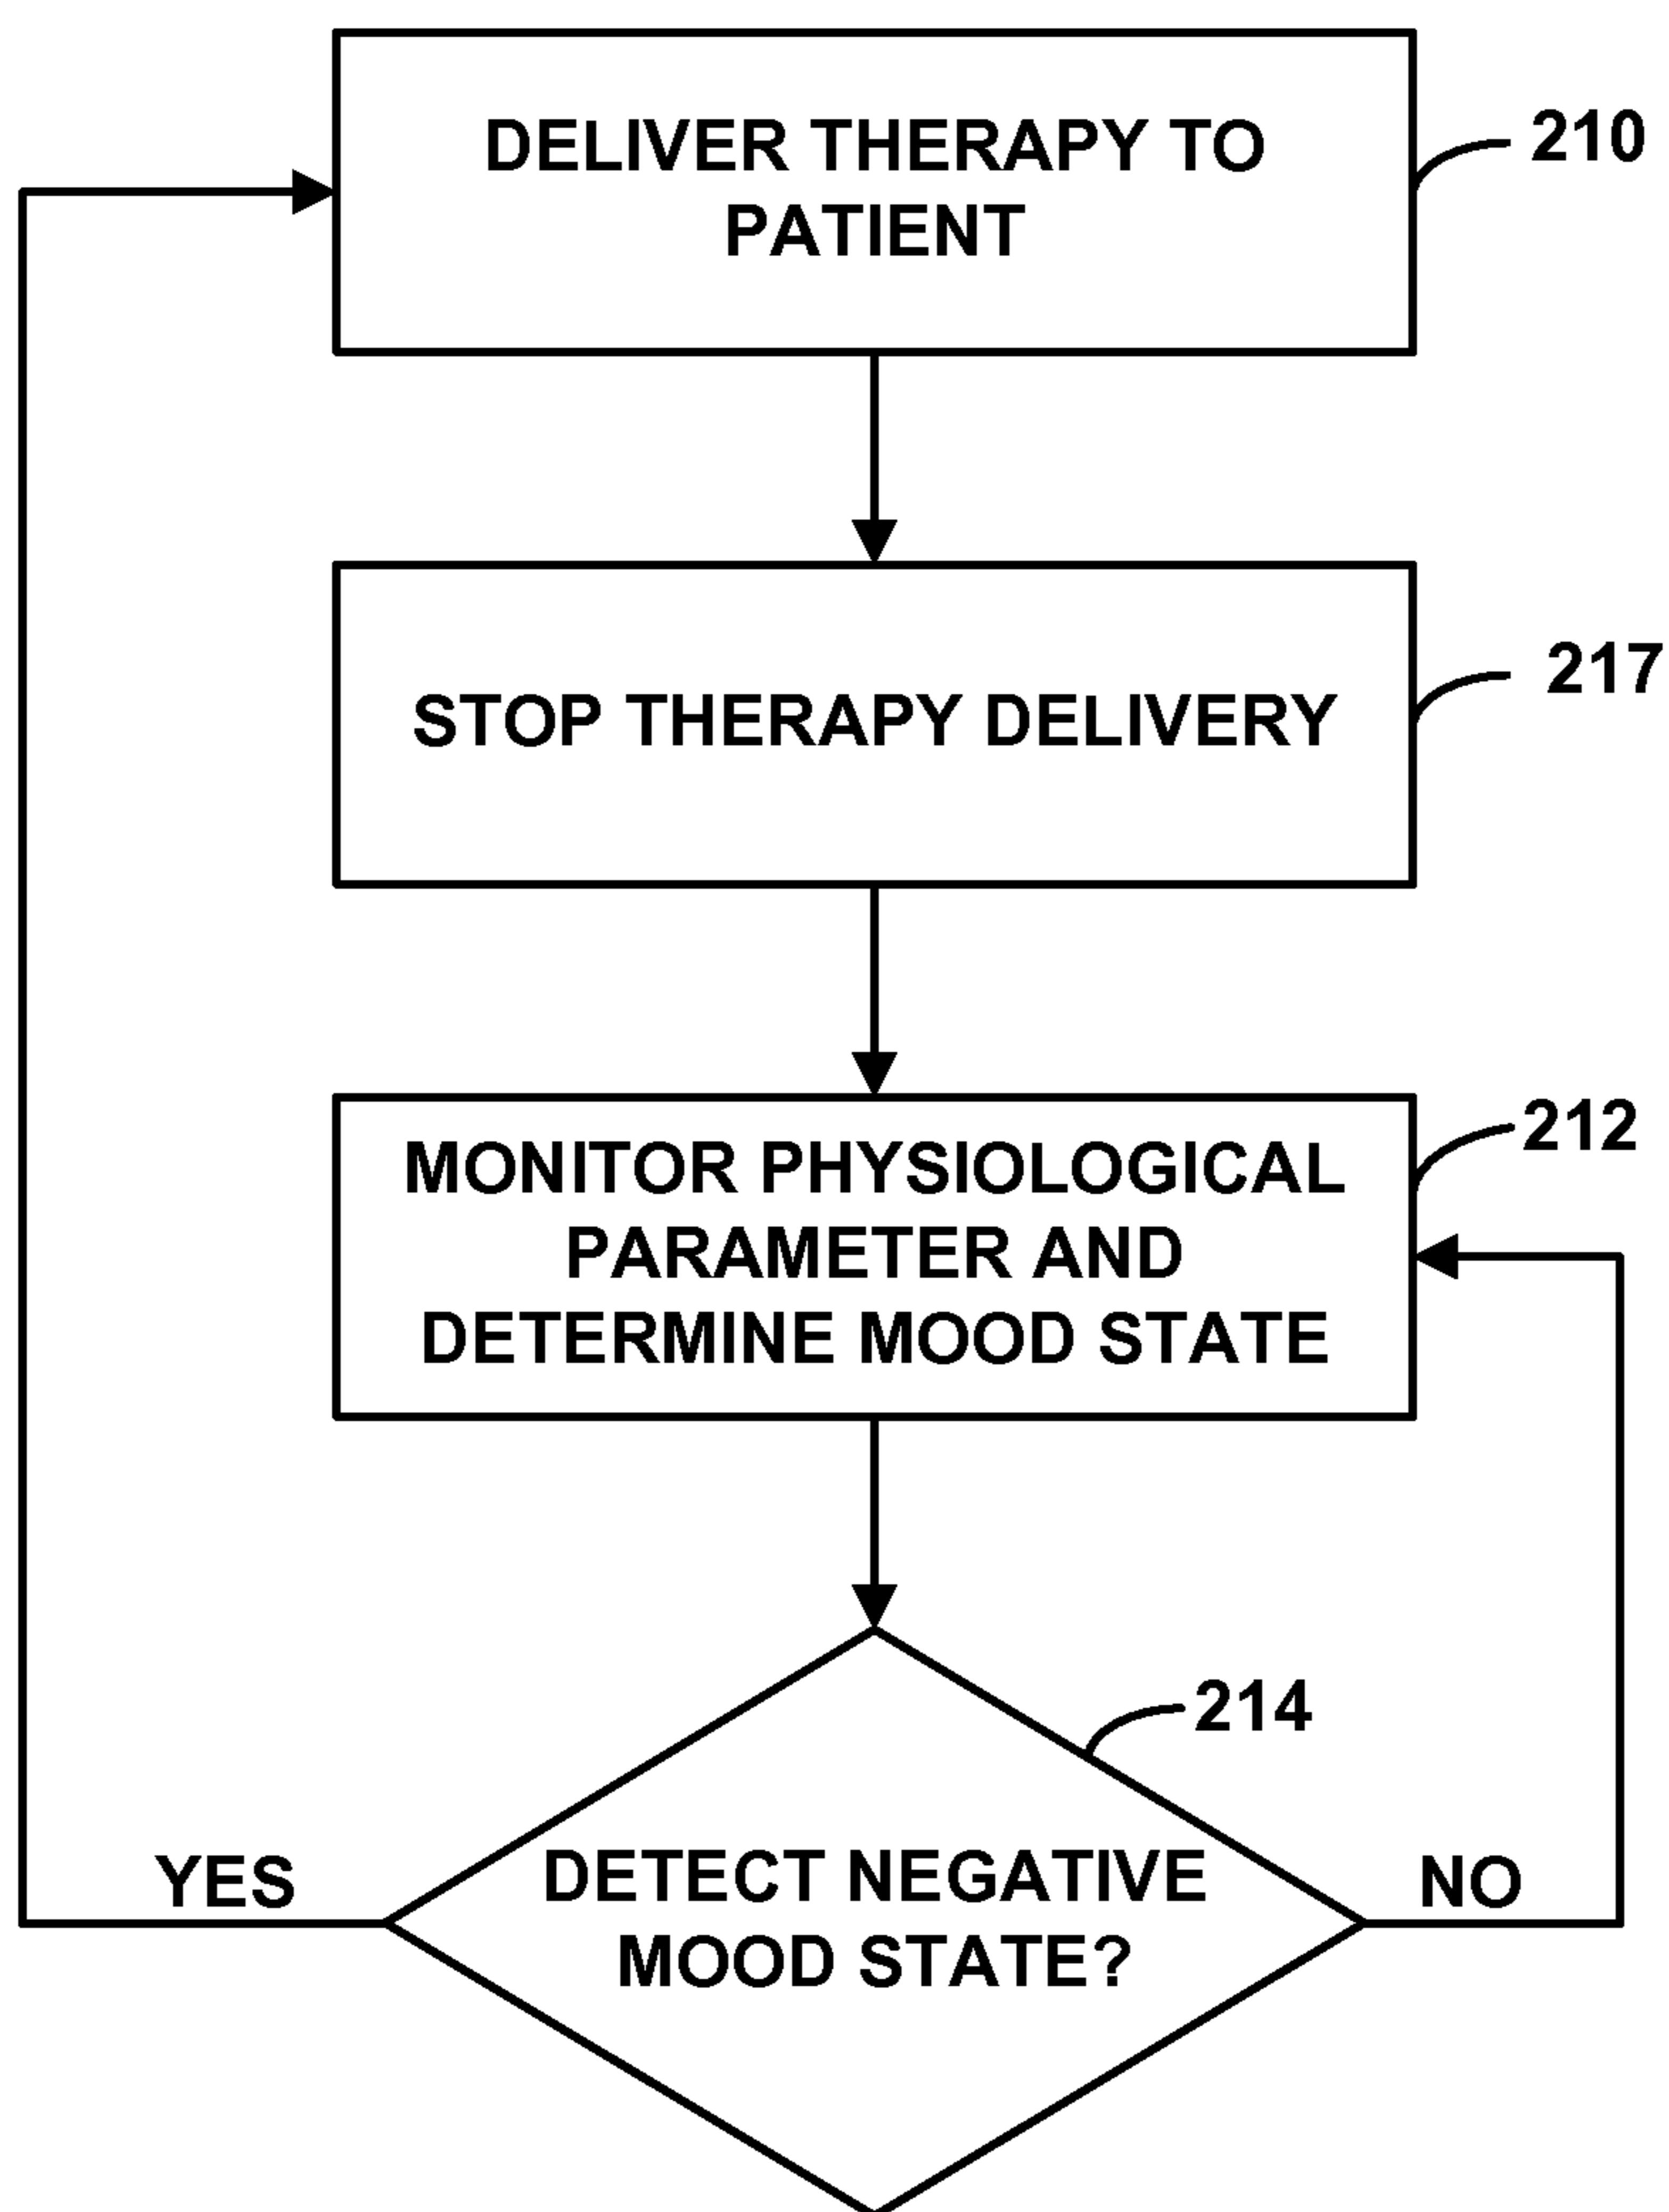 DELIVER THERAPY TO
PATIENT
210
STOP THERAPY DELIVERY
217
MONITOR PHYSIOLOGICAL
PARAMETER AND
DETERMINE MOOD STATE
212
214
DETECT NEGATIVE
MOOD STATE?
YES
NO